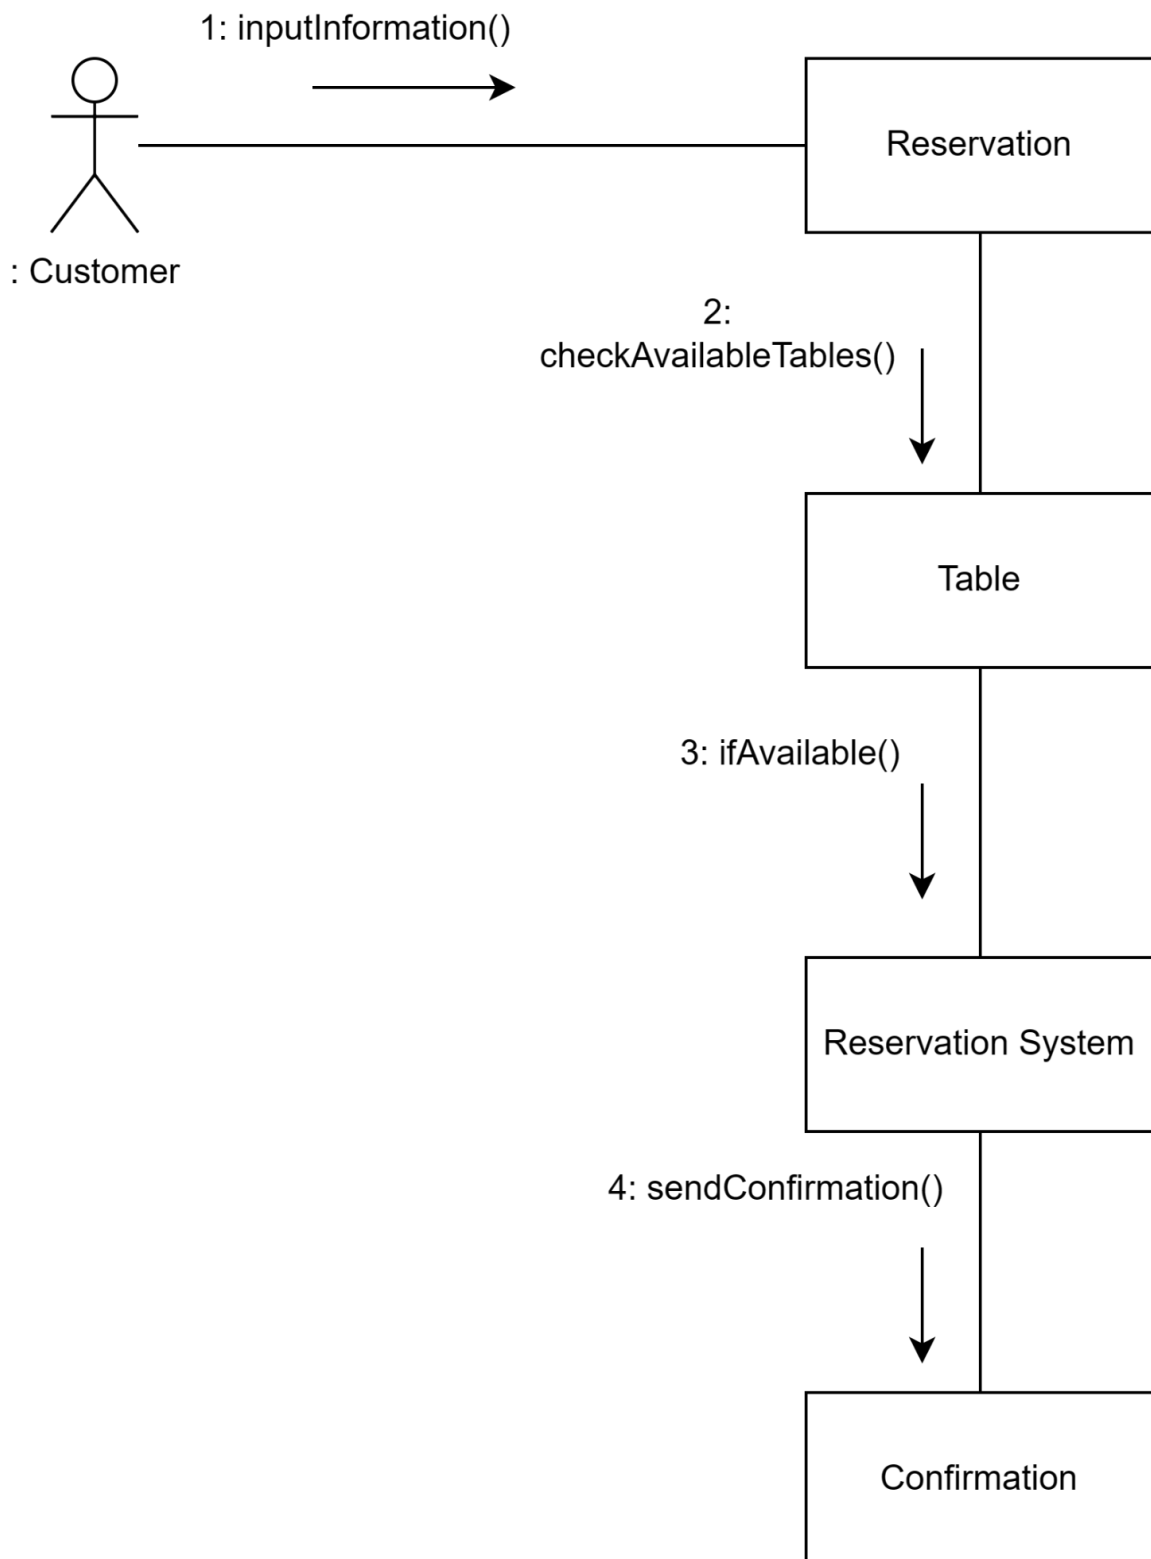 1: inputInformation()
Reservation
: Customer
2:
checkAvailableTables()
Table
3: ifAvailable()
Reservation System
4: sendConfirmation()
Confirmation